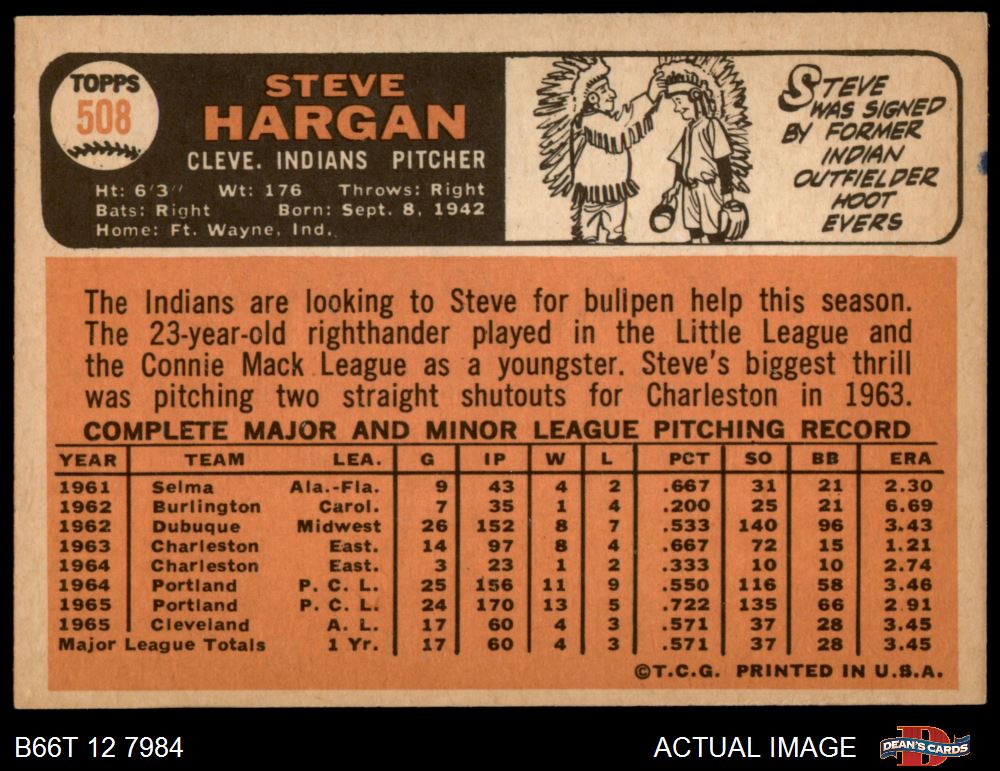 TOPPS
508
STEVE
HARGAN
CLEVE. INDIANS PITCHER
Ht: 6'3" Wt: 176 Throws: Right
Bats: Right Born: Sept. 8, 1942
Home: Ft. Wayne, Ind.
STEVE
WAS SIGNED
BY FORMER
INDIAN
OUTFIELDER
HOOT
EVERS
The Indians are looking to Steve for bullpen help this season.
The 23-year-old righthander played in the Little League and
the Connie Mack League as a youngster. Steve's biggest thrill
was pitching two straight shutouts for Charleston in 1963.
COMPLETE MAJOR AND MINOR LEAGUE PITCHING RECORD
YEAR TEAM LEA. G IP W L PCT SO BB ERA
1961 Selma Ala.-Fla. 9 43 4 2 .667 31 21 2.30
1962 Burlington Carol. 7 35 1 4 .200 25 21 6.69
1962 Dubuque Midwest 26 152 8 7 .533 140 96 3.43
1963 Charleston East. 14 97 8 4 .667 72 15 1.21
1964 Charleston East. 3 23 1 2 .333 10 10 2.74
1964 Portland P. C. L. 25 156 11 9 .550 116 58 3.46
1965 Portland P. C. L. 24 170 13 5 .722 135 66 2.91
1965 Cleveland A. L. 17 60 4 3 .571 37 28 3.45
Major League Totals 1 Yr. 17 60 4 3 .571 37 28 3.45
©T.C.G. PRINTED IN U.S.A.
B66T 12 7984
ACTUAL IMAGE
DEAN'S CARDS